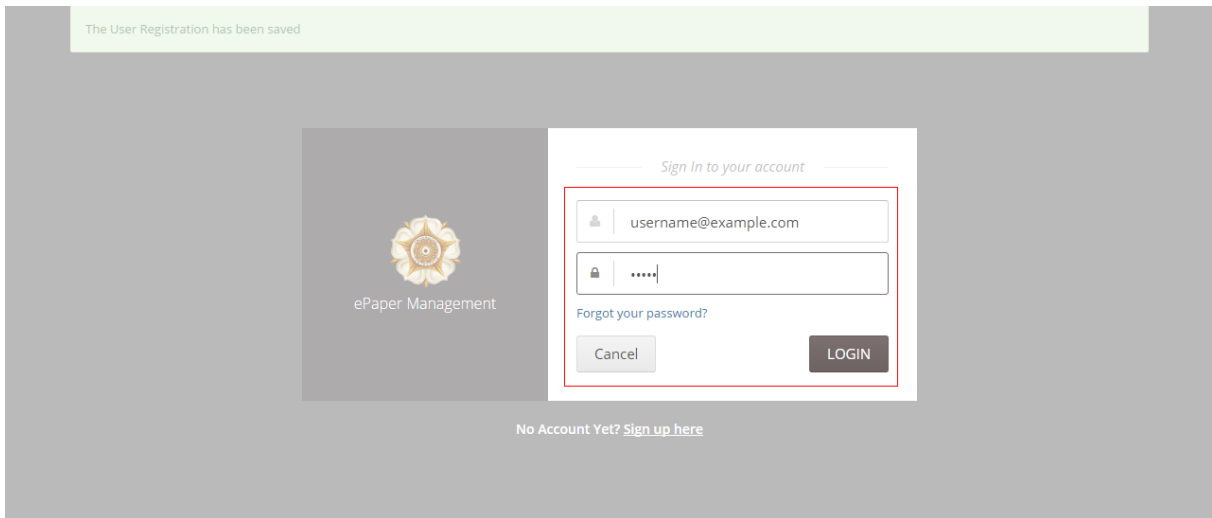 The User Registration has been saved
Sign In to your account
username@example.com
•••••
ePaper Management
Forgot your password?
Cancel LOGIN
No Account Yet? Sign up here